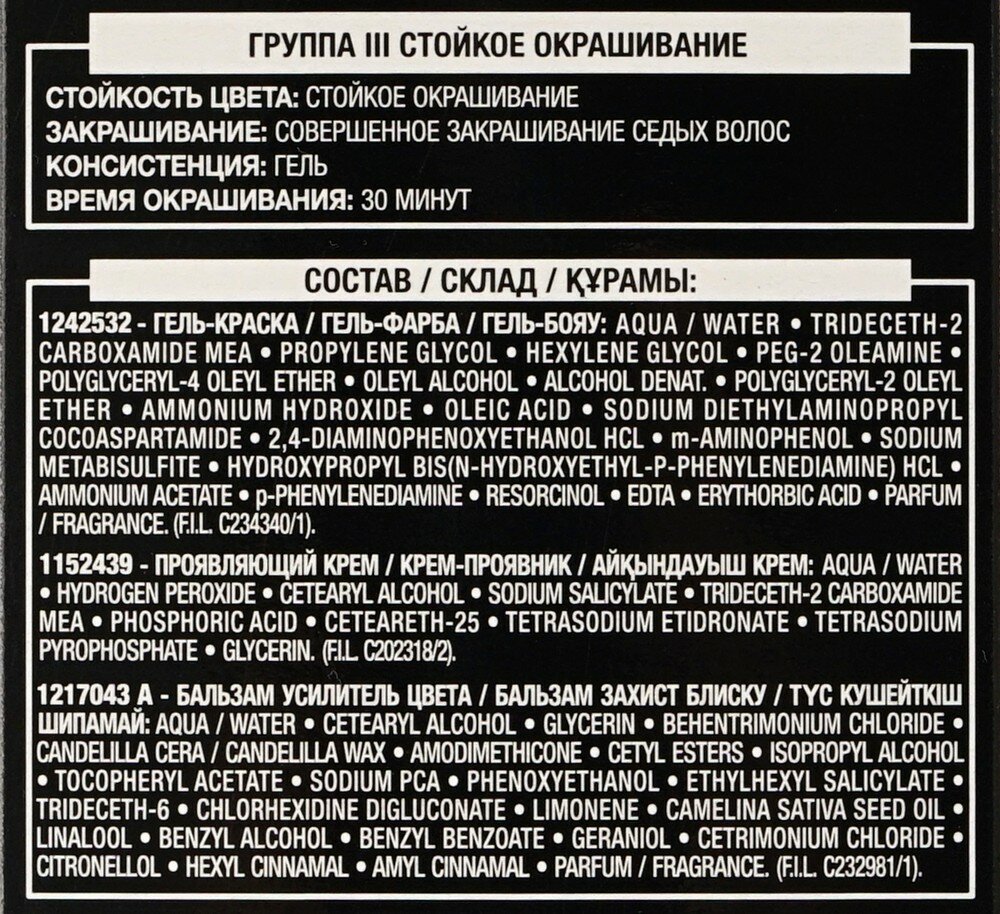 ГРУППА III СТОЙКОЕ ОКРАШИВАНИЕ
СТОЙКОСТЬ ЦВЕТА: СТОЙКОЕ ОКРАШИВАНИЕ
ЗАКРАШИВАНИЕ: СОВЕРШЕННОЕ ЗАКРАШИВАНИЕ СЕДЫХ ВОЛОС
КОНСИСТЕНЦИЯ: ГЕЛЬ
ВРЕМЯ ОКРАШИВАНИЯ: 30 МИНУТ
СОСТАВ / СКЛАД / ҚҰРАМЫ:
1242532 - ГЕЛЬ-КРАСКА / ГЕЛЬ-ФАРБА / ГЕЛЬ-БОЯУ: AQUA / WATER • TRIDECETH-2
CARBOXAMIDE MEA • PROPYLENE GLYCOL • HEXYLENE GLYCOL • PEG-2 OLEAMINE •
POLYGLYCERYL-4 OLEYL ETHER • OLEYL ALCOHOL • ALCOHOL DENAT. • POLYGLYCERYL-2 OLEYL
ETHER • AMMONIUM HYDROXIDE • OLEIC ACID • SODIUM DIETHYLAMINOPROPYL
COCOASPARTAMIDE • 2,4-DIAMINOPHENOXYETHANOL HCL • m-AMINOPHENOL • SODIUM
METABISULFITE • HYDROXYPROPYL BIS(N-HYDROXYETHYL-P-PHENYLENEDIAMINE) HCL •
AMMONIUM ACETATE • p-PHENYLENEDIAMINE • RESORCINOL • EDTA • ERYTHORBIC ACID • PARFUM
/ FRAGRANCE. (F.I.L. C234340/1).
1152439 - ПРОЯВЛЯЮЩИЙ КРЕМ / КРЕМ-ПРОЯВНИК / АЙҚЫНДАУЫШ КРЕМ: AQUA / WATER
• HYDROGEN PEROXIDE • CETEARYL ALCOHOL • SODIUM SALICYLATE • TRIDECETH-2 CARBOXAMIDE
MEA • PHOSPHORIC ACID • CETEARETH-25 • TETRASODIUM ETIDRONATE • TETRASODIUM
PYROPHOSPHATE • GLYCERIN. (F.I.L. C202318/2).
1217043 A - БАЛЬЗАМ УСИЛИТЕЛЬ ЦВЕТА / БАЛЬЗАМ ЗАХИСТ БЛИСКУ / ТҮС КУШЕЙТКІШ
ШИПАМАЙ: AQUA / WATER • CETEARYL ALCOHOL • GLYCERIN • BEHENTRIMONIUM CHLORIDE •
CANDELILLA CERA / CANDELILLA WAX • AMODIMETHICONE • CETYL ESTERS • ISOPROPYL ALCOHOL
• TOCOPHERYL ACETATE • SODIUM PCA • PHENOXYETHANOL • ETHYLHEXYL SALICYLATE •
TRIDECETH-6 • CHLORHEXIDINE DIGLUCONATE • LIMONENE • CAMELINA SATIVA SEED OIL •
LINALOOL • BENZYL ALCOHOL • BENZYL BENZOATE • GERANIOL • CETRIMONIUM CHLORIDE •
CITRONELLOL • HEXYL CINNAMAL • AMYL CINNAMAL • PARFUM / FRAGRANCE. (F.I.L. C232981/1).